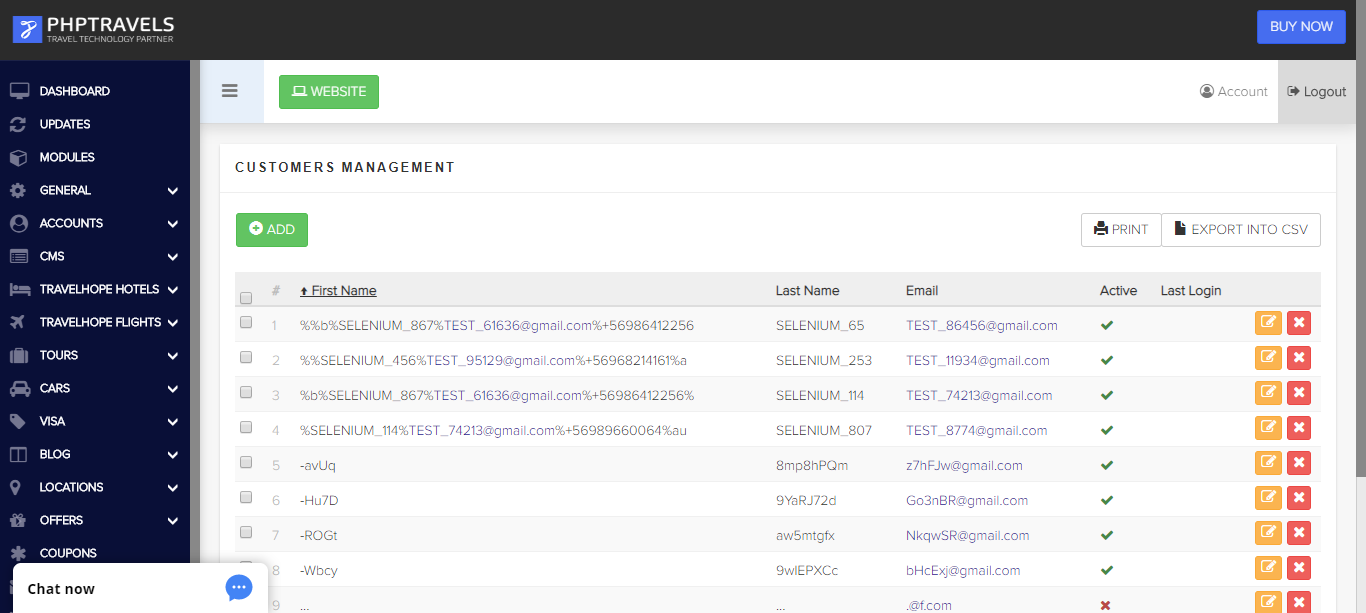 PHPTRAVELS
TRAVEL TECHNOLOGY PARTNER
BUY NOW
DASHBOARD
UPDATES
MODULES
GENERAL
ACCOUNTS
CMS
TRAVELHOPE HOTELS
TRAVELHOPE FLIGHTS
TOURS
CARS
VISA
BLOG
LOCATIONS
OFFERS
COUPONS
Chat now
WEBSITE
Account
Logout
CUSTOMERS MANAGEMENT
ADD
PRINT
EXPORT INTO CSV
# First Name Last Name Email Active Last Login
1 %%b%SELENIUM_867%TEST_61636@gmail.com%+56986412256 SELENIUM_65 TEST_86456@gmail.com
2 %%SELENIUM_456%TEST_95129@gmail.com%+56968214161%a SELENIUM_253 TEST_11934@gmail.com
3 %b%SELENIUM_867%TEST_61636@gmail.com%+56986412256% SELENIUM_114 TEST_74213@gmail.com
4 %SELENIUM_114%TEST_74213@gmail.com%+56989660064%au SELENIUM_807 TEST_8774@gmail.com
5 -avUq 8mp8hPQm z7hFJw@gmail.com
6 -Hu7D 9YaRJ72d Go3nBR@gmail.com
7 -ROGt aw5mtgfx NkqwSR@gmail.com
8 -Wbcy 9wIEPXCc bHcExj@gmail.com
9 ... ... .@f.com